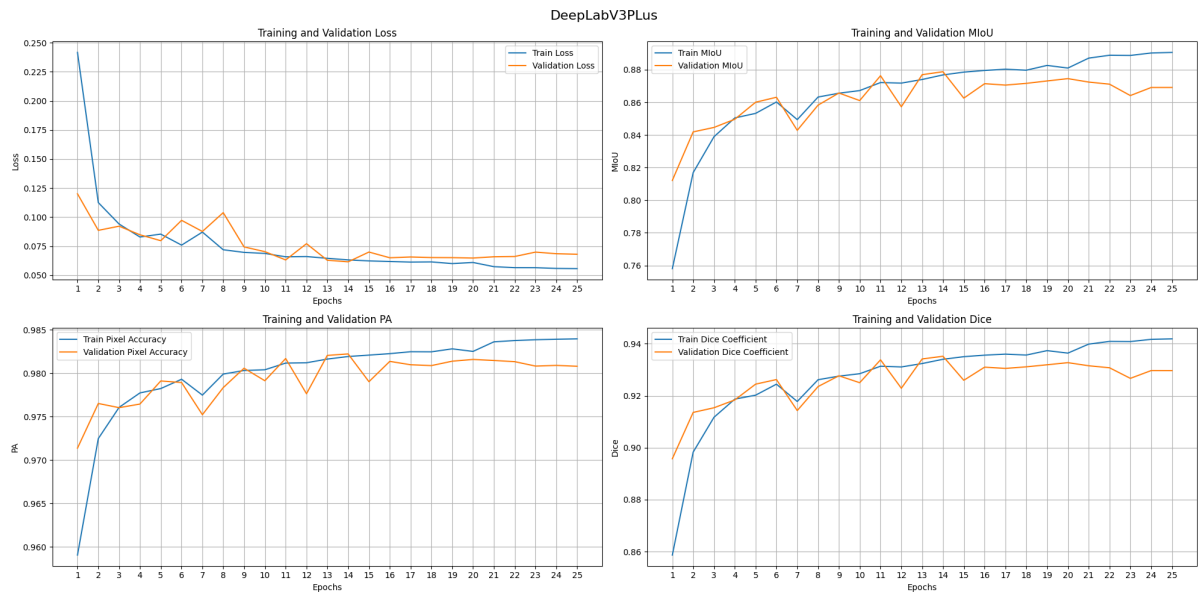 DeepLabV3PLus
Training and Validation Loss
0.250
0.225
0.200
0.175
0.150
0.125
0.100
0.075
0.050
Loss
Train Loss
Validation Loss
1 2 3 4 5 6 7 8 9 10 11 12 13 14 15 16 17 18 19 20 21 22 23 24 25
Epochs
Training and Validation MIoU
0.88
0.86
0.84
0.82
0.80
0.78
0.76
MIoU
Train MIoU
Validation MIoU
1 2 3 4 5 6 7 8 9 10 11 12 13 14 15 16 17 18 19 20 21 22 23 24 25
Epochs
Training and Validation PA
0.985
0.980
0.975
0.970
0.965
0.960
PA
Train Pixel Accuracy
Validation Pixel Accuracy
1 2 3 4 5 6 7 8 9 10 11 12 13 14 15 16 17 18 19 20 21 22 23 24 25
Epochs
Training and Validation Dice
0.94
0.92
0.90
0.88
0.86
Dice
Train Dice Coefficient
Validation Dice Coefficient
1 2 3 4 5 6 7 8 9 10 11 12 13 14 15 16 17 18 19 20 21 22 23 24 25
Epochs